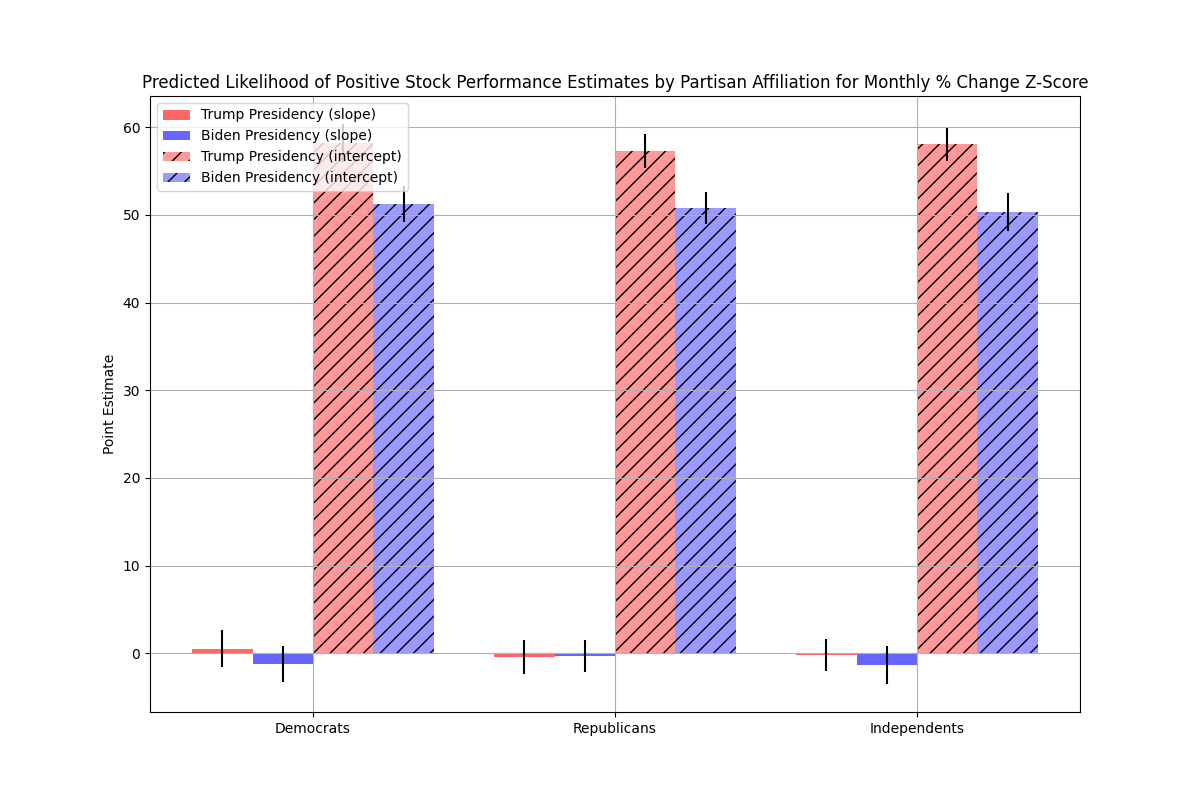 Predicted Likelihood of Positive Stock Performance Estimates by Partisan Affiliation for Monthly % Change Z-Score
Trump Presidency (slope)
Biden Presidency (slope)
Trump Presidency (intercept)
Biden Presidency (intercept)
60
50
40
30
20
10
0
Point Estimate
Democrats
Republicans
Independents